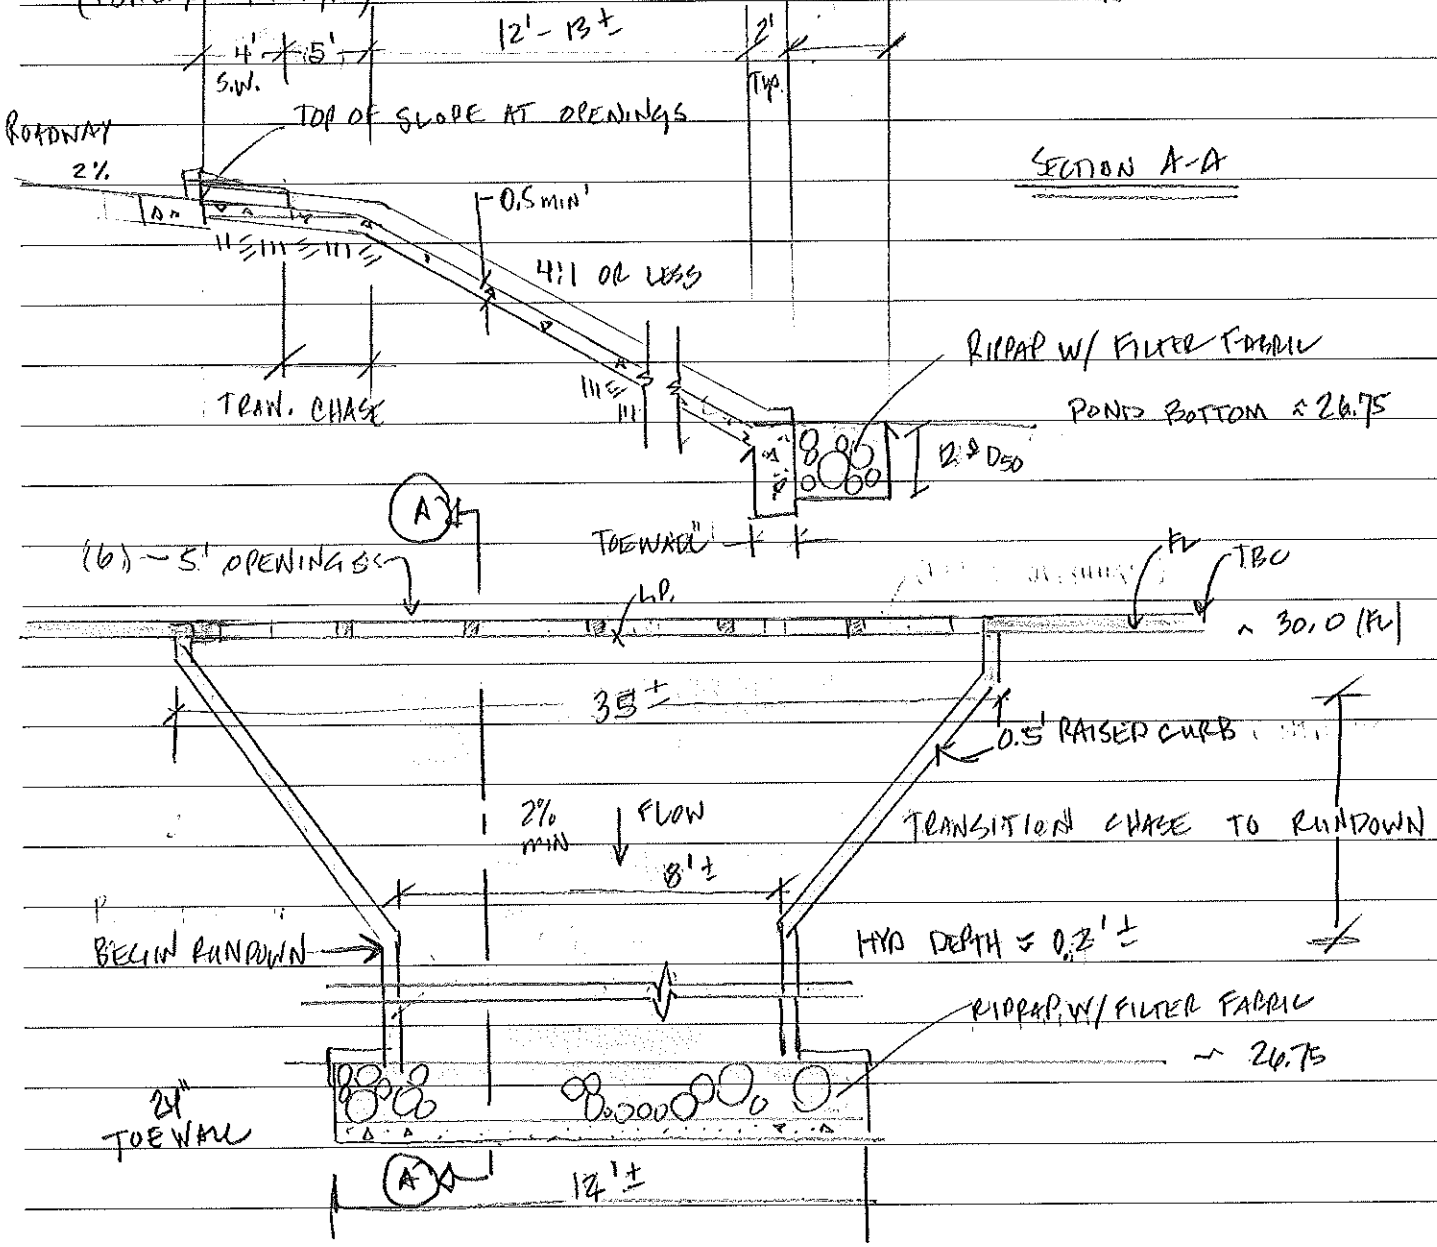 4' 5' 12' - 13 ± 2'
S.W. Typ.
TOP OF SLOPE AT OPENINGS
ROADWAY
2%
SECTION A-A
0.5 MIN'
4:1 OR LESS
RIPRAP W/ FILTER FABRIC
TRAN. CHASE
POND BOTTOM ≈ 26.75
D50
A
TOEWALL
(6) - 5' OPENINGS
FL
TBC
~ 30.0 (FL)
35 ±
0.5' RAISED CURB
2% MIN
FLOW
TRANSITION CHASE TO RUNDOWN
8' ±
BEGIN RUNDOWN
HYD DEPTH ≈ 0.2' ±
RIPRAP W/ FILTER FABRIC
~ 26.75
24"
TOEWALL
A
12' ±